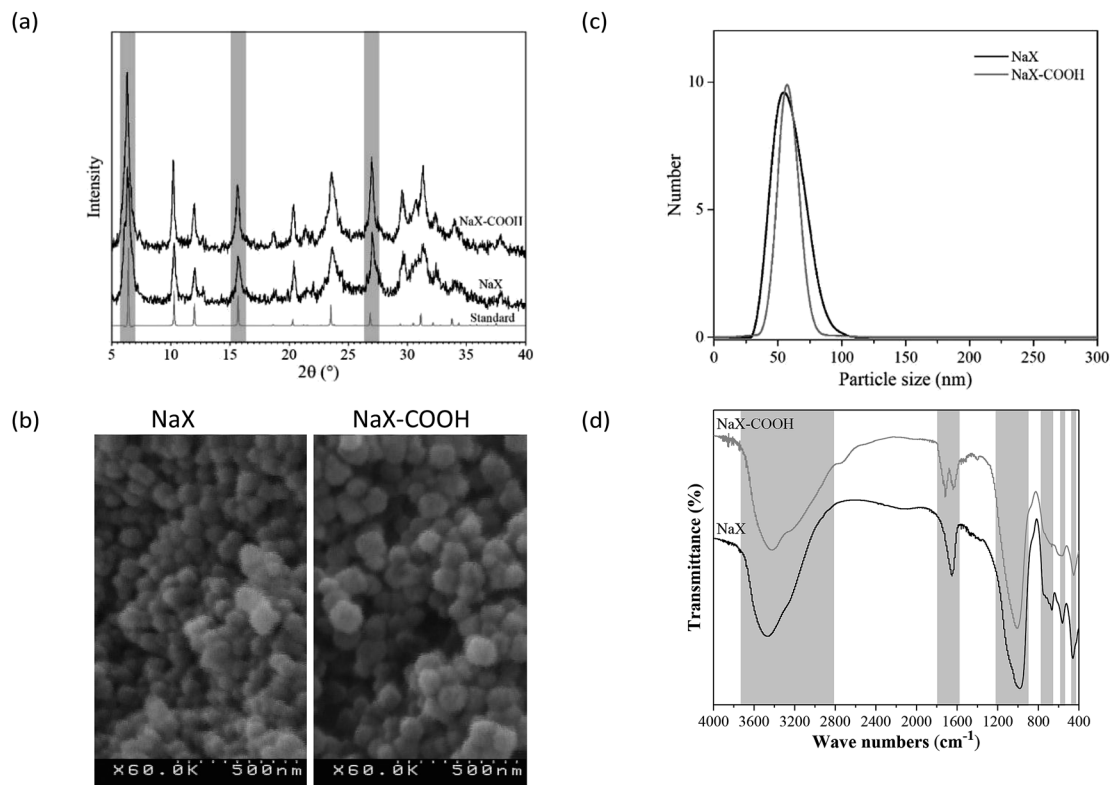 (a)
Intensity
NaX-COOH
NaX
Standard
5 10 15 20 25 30 35 40
2θ (°)
(b)
NaX
NaX-COOH
X60.0K 500nm
X60.0K 500nm
(c)
NaX
NaX-COOH
Number
10
5
0
0 50 100 150 200 250 300
Particle size (nm)
(d)
NaX-COOH
NaX
Transmittance (%)
4000 3600 3200 2800 2400 2000 1600 1200 800 400
Wave numbers (cm⁻¹)